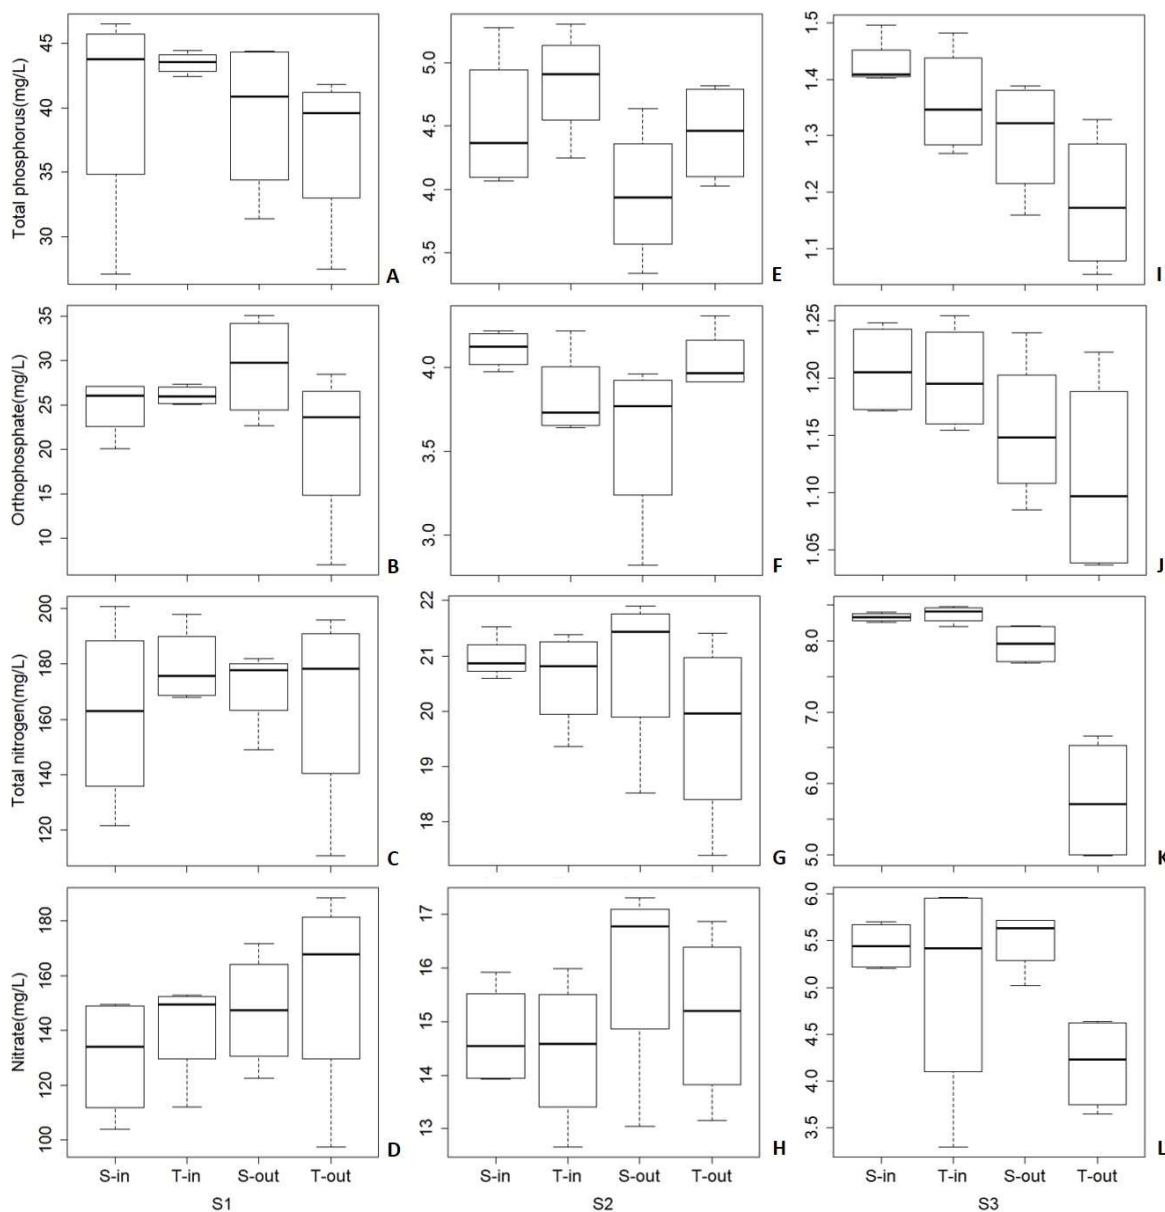 Total phosphorus(mg/L)
45
40
35
30
A
5.0
4.5
4.0
3.5
E
1.5
1.4
1.3
1.2
1.1
I
Orthophosphate(mg/L)
35
30
25
20
15
10
B
4.0
3.5
3.0
F
1.25
1.20
1.15
1.10
1.05
J
Total nitrogen(mg/L)
200
180
160
140
120
C
22
21
20
19
18
G
8.0
7.0
6.0
5.0
K
Nitrate(mg/L)
180
160
140
120
100
D
17
16
15
14
13
H
6.0
5.5
5.0
4.5
4.0
3.5
L
S-in T-in S-out T-out
S-in T-in S-out T-out
S-in T-in S-out T-out
S1
S2
S3